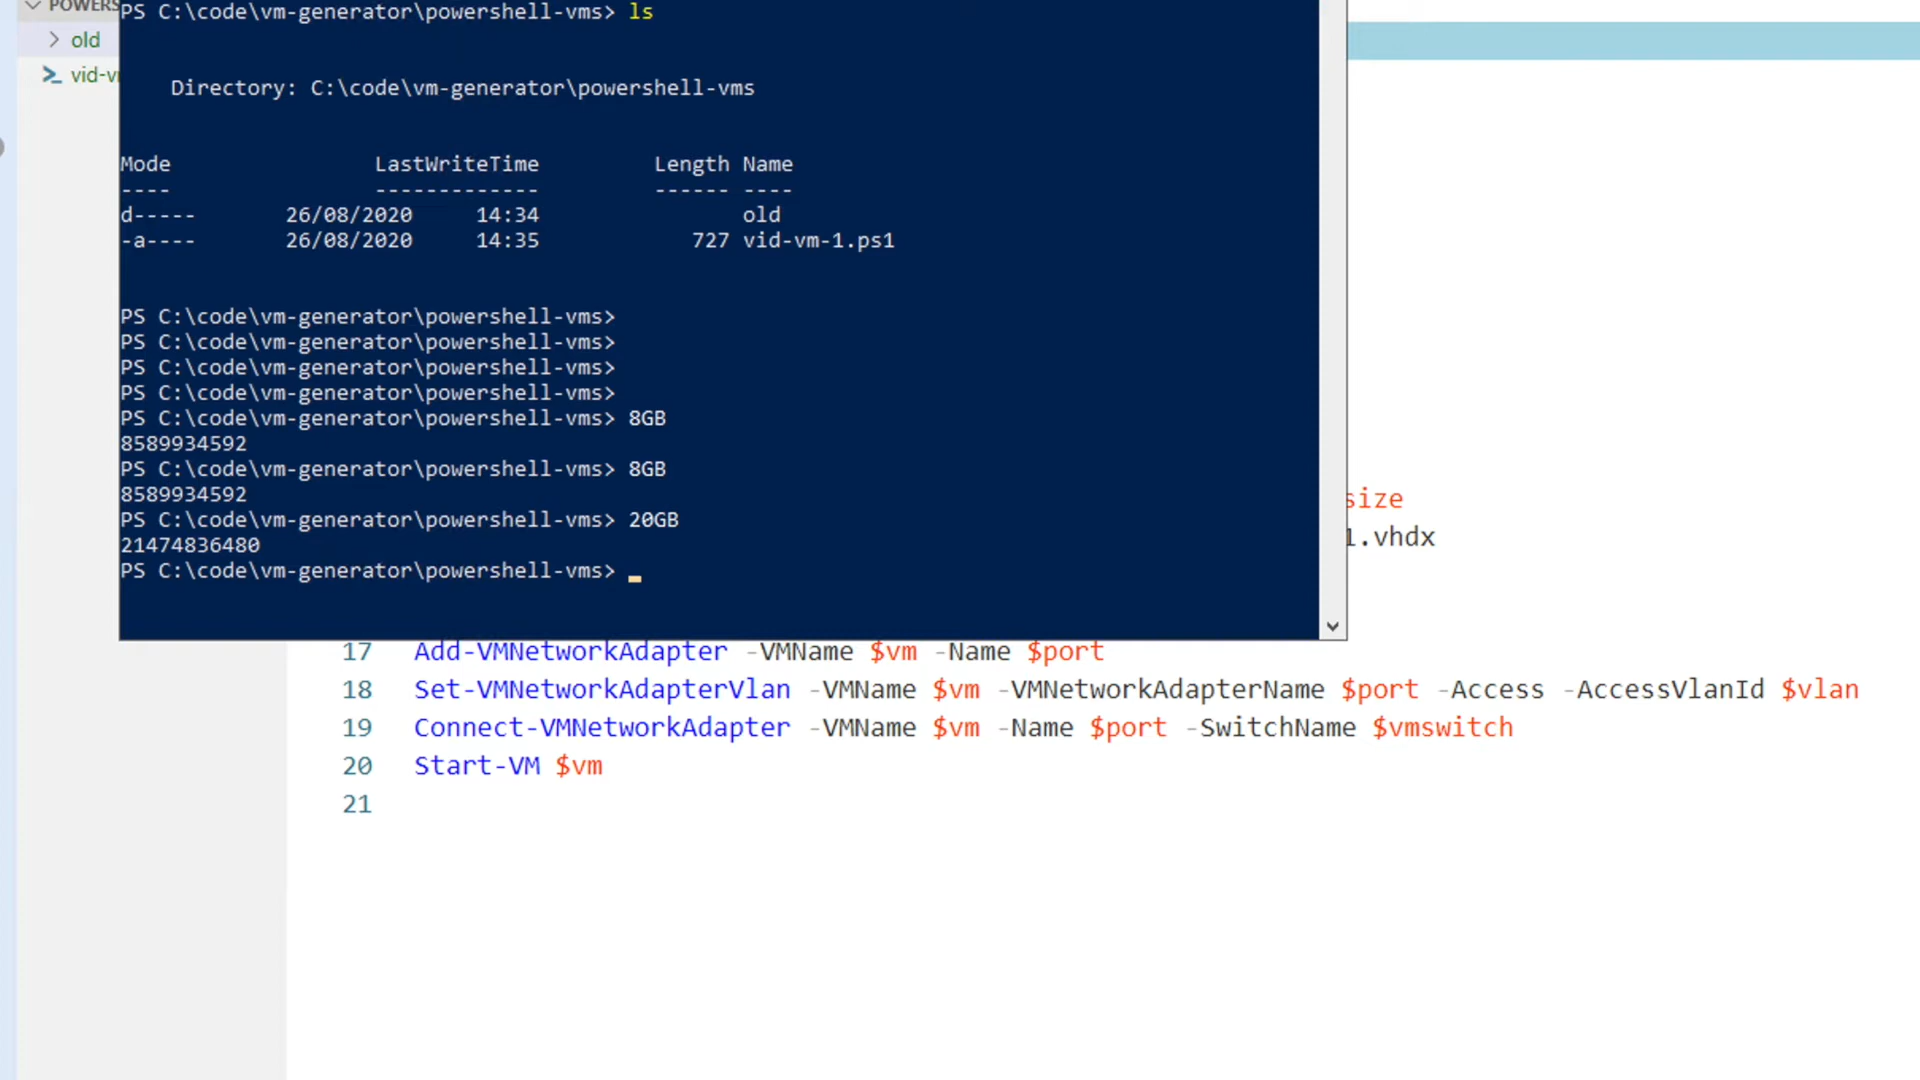 POWERS
old
vid-v
PS C:\code\vm-generator\powershell-vms> ls
Directory: C:\code\vm-generator\powershell-vms
Mode LastWriteTime Length Name
---- ------------- ------ ----
d----- 26/08/2020 14:34 old
-a---- 26/08/2020 14:35 727 vid-vm-1.ps1
PS C:\code\vm-generator\powershell-vms>
PS C:\code\vm-generator\powershell-vms>
PS C:\code\vm-generator\powershell-vms>
PS C:\code\vm-generator\powershell-vms>
PS C:\code\vm-generator\powershell-vms> 8GB
8589934592
PS C:\code\vm-generator\powershell-vms> 8GB
8589934592
PS C:\code\vm-generator\powershell-vms> 20GB
21474836480
PS C:\code\vm-generator\powershell-vms>
size
1.vhdx
17 Add-VMNetworkAdapter -VMName $vm -Name $port
18 Set-VMNetworkAdapterVlan -VMName $vm -VMNetworkAdapterName $port -Access -AccessVlanId $vlan
19 Connect-VMNetworkAdapter -VMName $vm -Name $port -SwitchName $vmswitch
20 Start-VM $vm
21